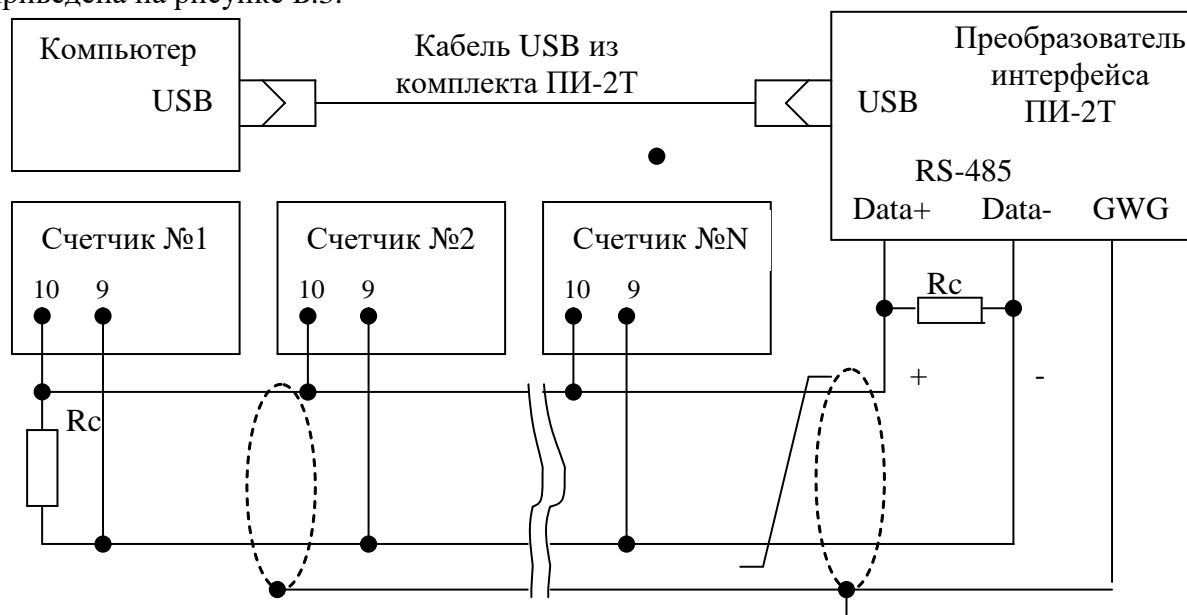 приведена на рисунке В.3.
Компьютер
USB
Кабель USB из
комплекта ПИ-2Т
Преобразователь
интерфейса
ПИ-2Т
USB
RS-485
Data+ Data- GWG
Счетчик №1
10 9
Счетчик №2
10 9
Счетчик №N
10 9
Rc
+ -
Rc